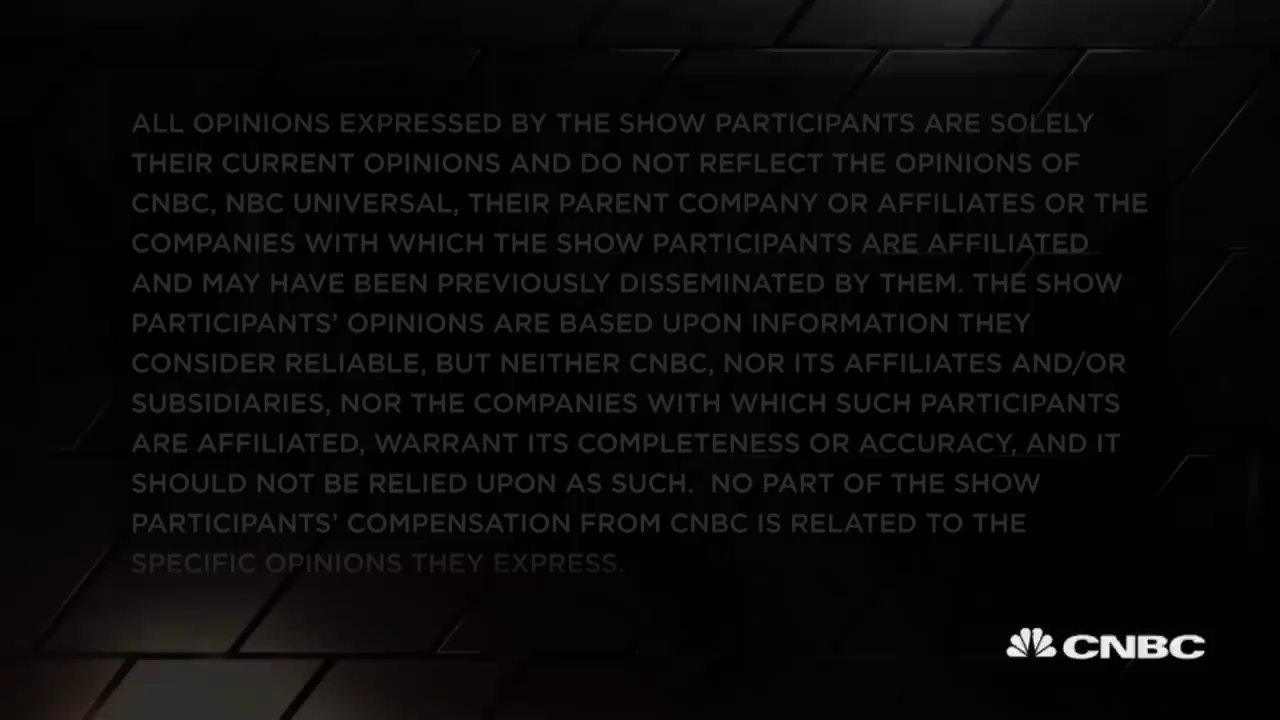 ALL OPINIONS EXPRESSED BY THE SHOW PARTICIPANTS ARE SOLELY
THEIR CURRENT OPINIONS AND DO NOT REFLECT THE OPINIONS OF
CNBC, NBC UNIVERSAL, THEIR PARENT COMPANY OR AFFILIATES OR THE
COMPANIES WITH WHICH THE SHOW PARTICIPANTS ARE AFFILIATED
AND MAY HAVE BEEN PREVIOUSLY DISSEMINATED BY THEM. THE SHOW
PARTICIPANTS’ OPINIONS ARE BASED UPON INFORMATION THEY
CONSIDER RELIABLE, BUT NEITHER CNBC, NOR ITS AFFILIATES AND/OR
SUBSIDIARIES, NOR THE COMPANIES WITH WHICH SUCH PARTICIPANTS
ARE AFFILIATED, WARRANT ITS COMPLETENESS OR ACCURACY, AND IT
SHOULD NOT BE RELIED UPON AS SUCH.  NO PART OF THE SHOW
PARTICIPANTS’ COMPENSATION FROM CNBC IS RELATED TO THE
SPECIFIC OPINIONS THEY EXPRESS.
CNBC